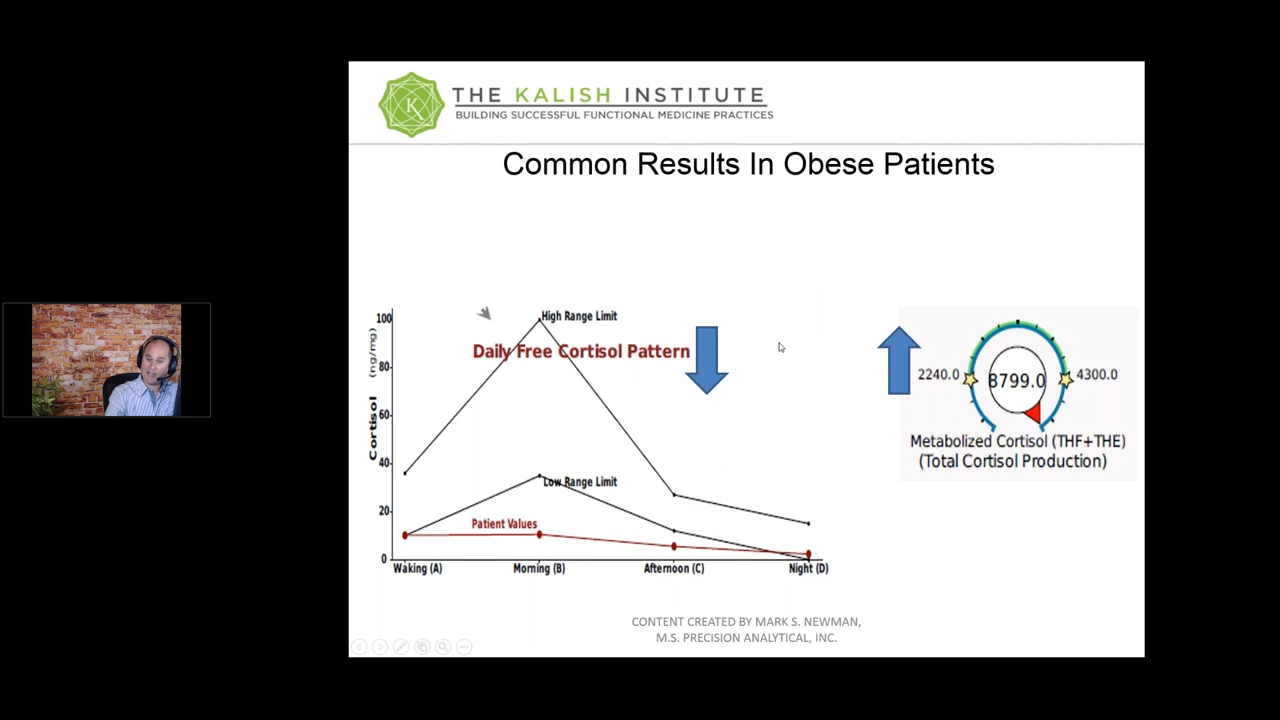 THE KALISH INSTITUTE
BUILDING SUCCESSFUL FUNCTIONAL MEDICINE PRACTICES
K
Common Results In Obese Patients
100
80
60
40
20
0
Cortisol (ng/mg)
High Range Limit
Daily Free Cortisol Pattern
Low Range Limit
Patient Values
Waking (A)
Morning (B)
Afternoon (C)
Night (D)
2240.0
8799.0
4300.0
Metabolized Cortisol (THF+THE)
(Total Cortisol Production)
CONTENT CREATED BY MARK S. NEWMAN,
M.S. PRECISION ANALYTICAL, INC.